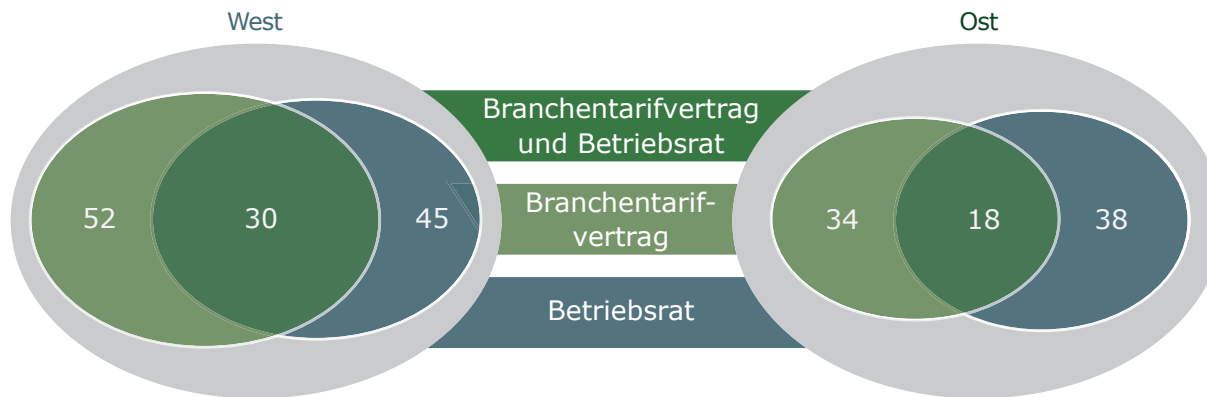 West
Ost
Branchentarifvertrag
und Betriebsrat
52
30
45
Branchentarif-
vertrag
34
18
38
Betriebsrat